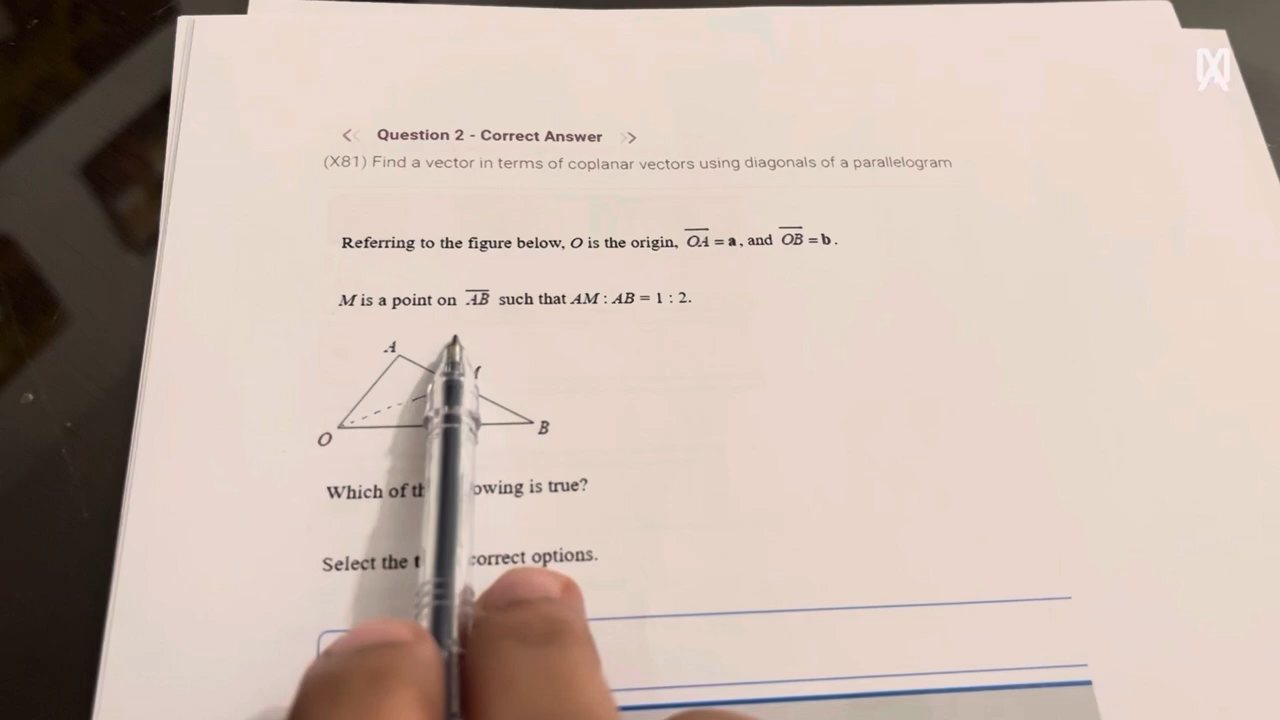 Question 2 - Correct Answer
(X81) Find a vector in terms of coplanar vectors using diagonals of a parallelogram
Referring to the figure below, O is the origin, OA = a, and OB = b.
M is a point on AB such that AM : AB = 1 : 2.
A
B
O
Which of owing is true?
Select the correct options.